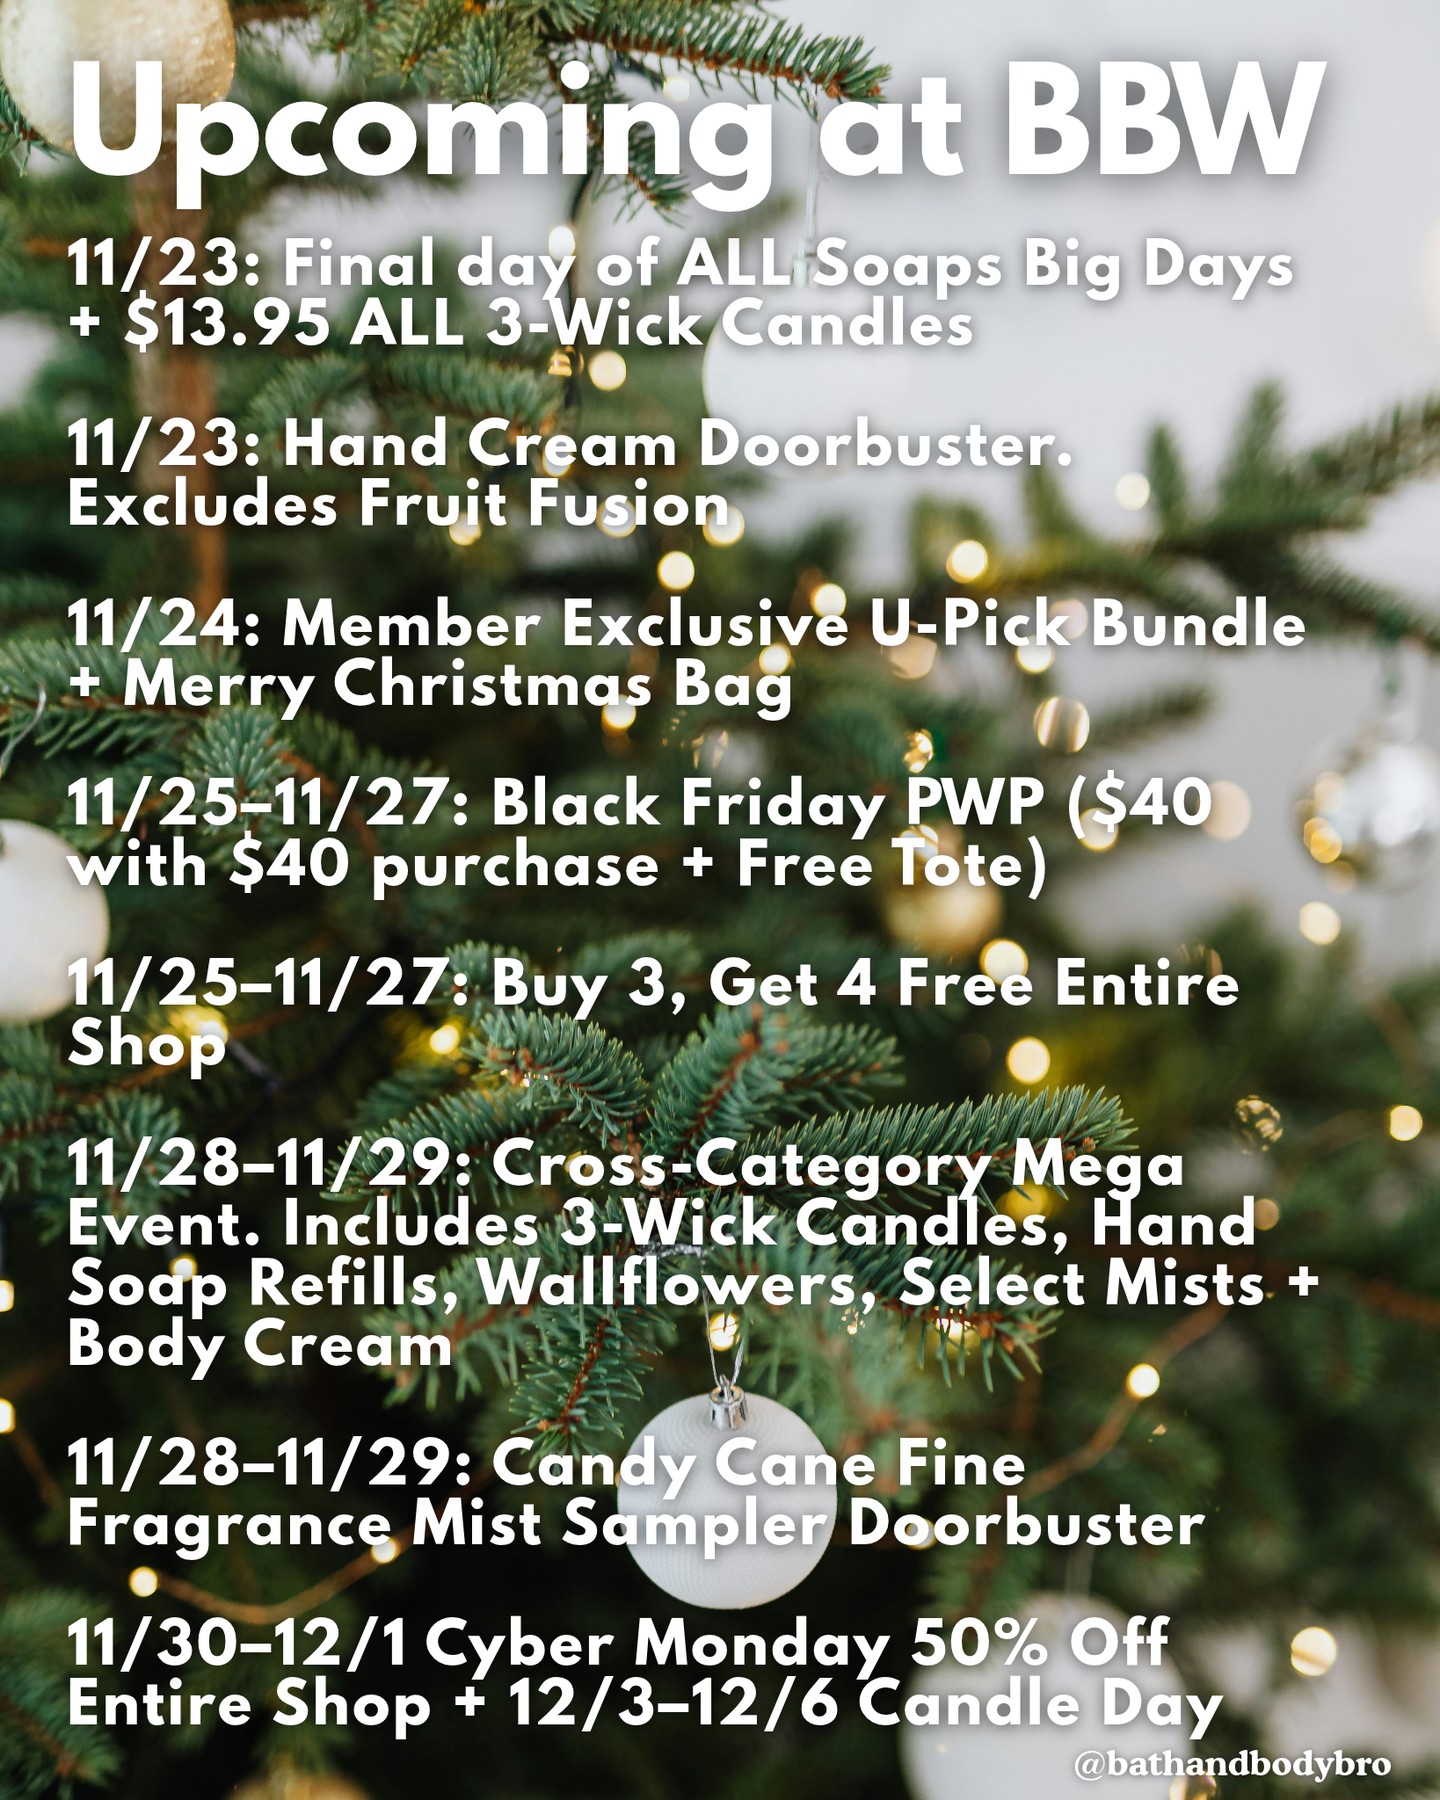 Upcoming at BBW
11/23: Final day of ALL Soaps Big Days
+ $13.95 ALL 3-Wick Candles
11/23: Hand Cream Doorbuster.
Excludes Fruit Fusion
11/24: Member Exclusive U-Pick Bundle
+ Merry Christmas Bag
11/25–11/27: Black Friday PWP ($40
with $40 purchase + Free Tote)
11/25–11/27: Buy 3, Get 4 Free Entire
Shop
11/28–11/29: Cross-Category Mega
Event. Includes 3-Wick Candles, Hand
Soap Refills, Wallflowers, Select Mists +
Body Cream
11/28–11/29: Candy Cane Fine
Fragrance Mist Sampler Doorbuster
11/30–12/1 Cyber Monday 50% Off
Entire Shop + 12/3–12/6 Candle Day
@bathandbodybro